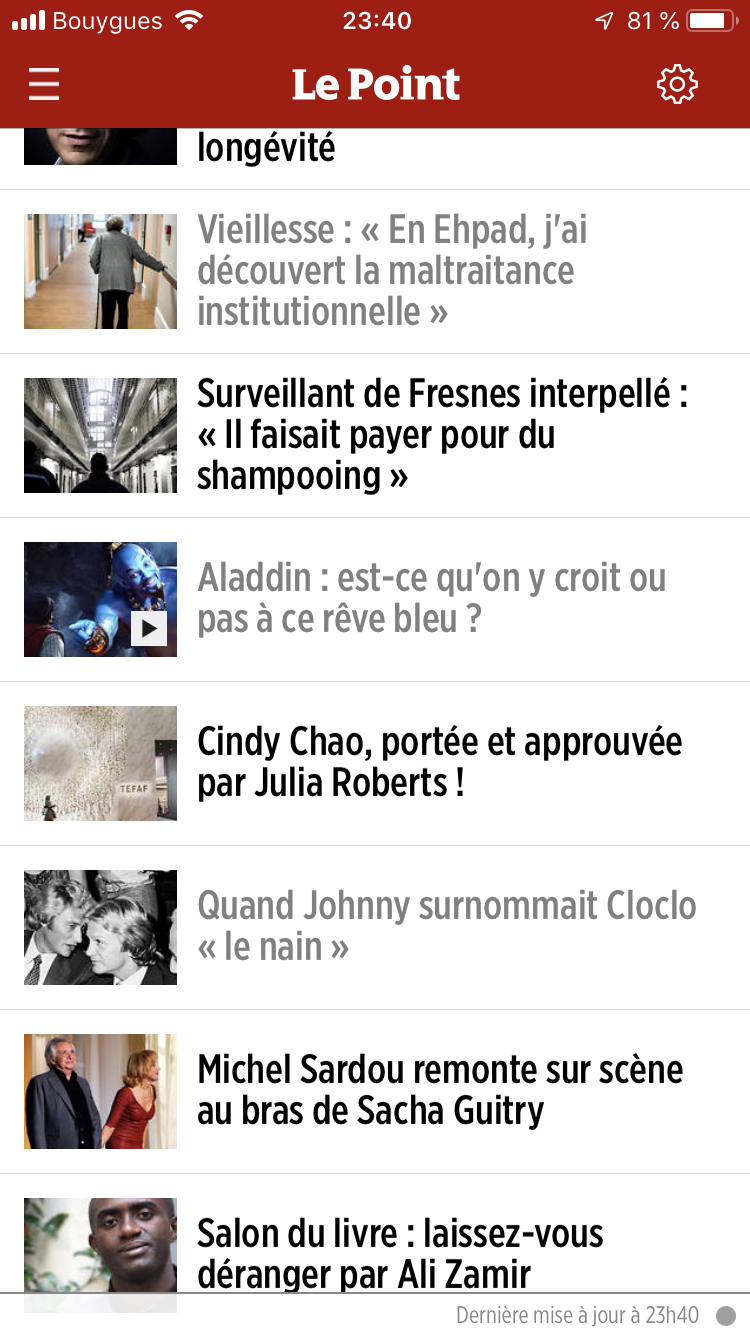 Bouygues 23:40 81 %
Le Point
longévité
Vieillesse : « En Ehpad, j'ai
découvert la maltraitance
institutionnelle »
Surveillant de Fresnes interpellé :
« Il faisait payer pour du
shampooing »
Aladdin : est-ce qu'on y croit ou
pas à ce rêve bleu ?
Cindy Chao, portée et approuvée
par Julia Roberts !
TEFAF
Quand Johnny surnommait Cloclo
« le nain »
Michel Sardou remonte sur scène
au bras de Sacha Guitry
Salon du livre : laissez-vous
déranger par Ali Zamir
Dernière mise à jour à 23h40